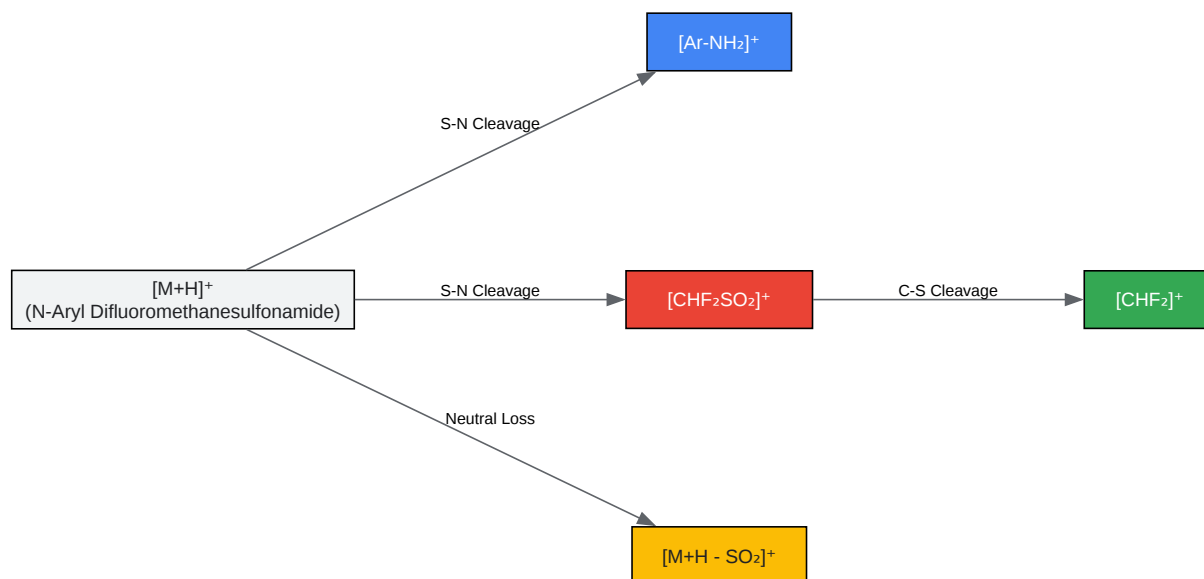 [Ar-NH₂]⁺
S-N Cleavage
[M+H]⁺
(N-Aryl Difluoromethanesulfonamide)
S-N Cleavage
[CHF₂SO₂]⁺
C-S Cleavage
[CHF₂]⁺
Neutral Loss
[M+H - SO₂]⁺